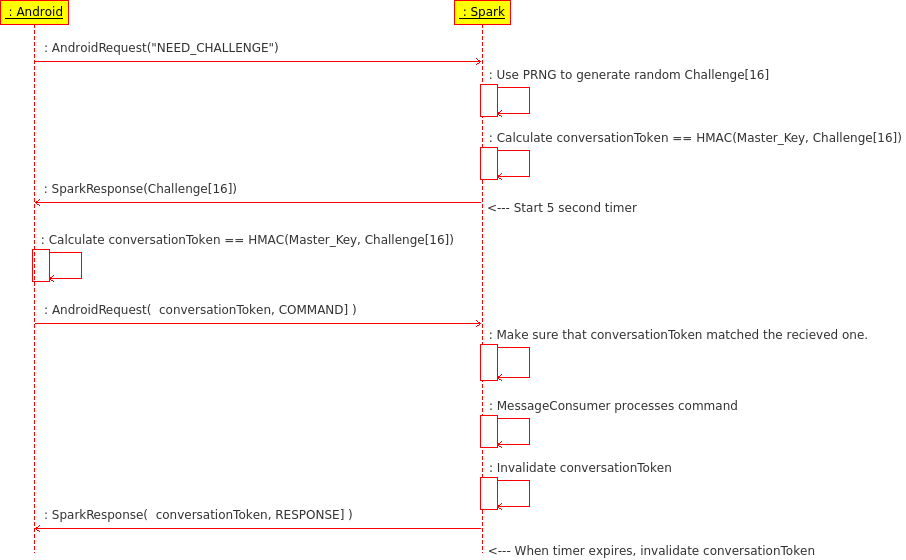 : Android
: Spark
: AndroidRequest("NEED_CHALLENGE")
: Use PRNG to generate random Challenge[16]
: Calculate conversationToken == HMAC(Master_Key, Challenge[16])
: SparkResponse(Challenge[16])
<--- Start 5 second timer
: Calculate conversationToken == HMAC(Master_Key, Challenge[16])
: AndroidRequest(  conversationToken, COMMAND] )
: Make sure that conversationToken matched the recieved one.
: MessageConsumer processes command
: Invalidate conversationToken
: SparkResponse(  conversationToken, RESPONSE] )
<--- When timer expires, invalidate conversationToken